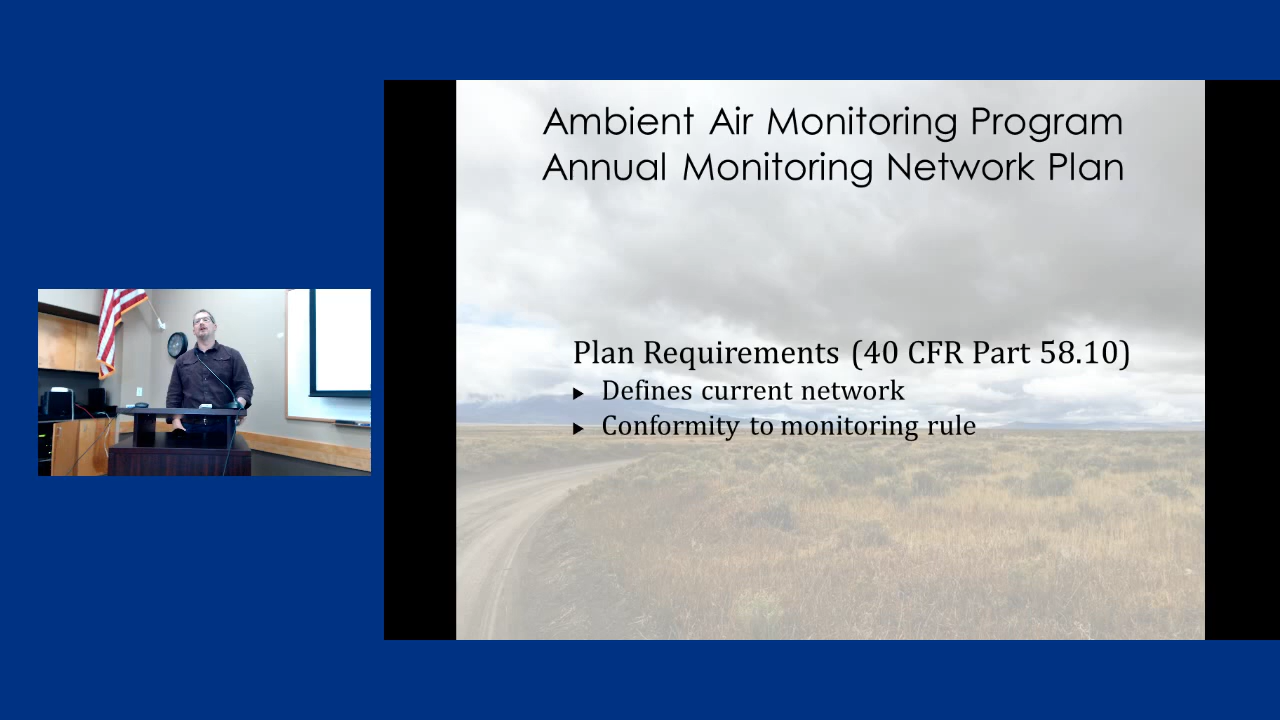 Ambient Air Monitoring Program
Annual Monitoring Network Plan
Plan Requirements (40 CFR Part 58.10)
Defines current network
Conformity to monitoring rule